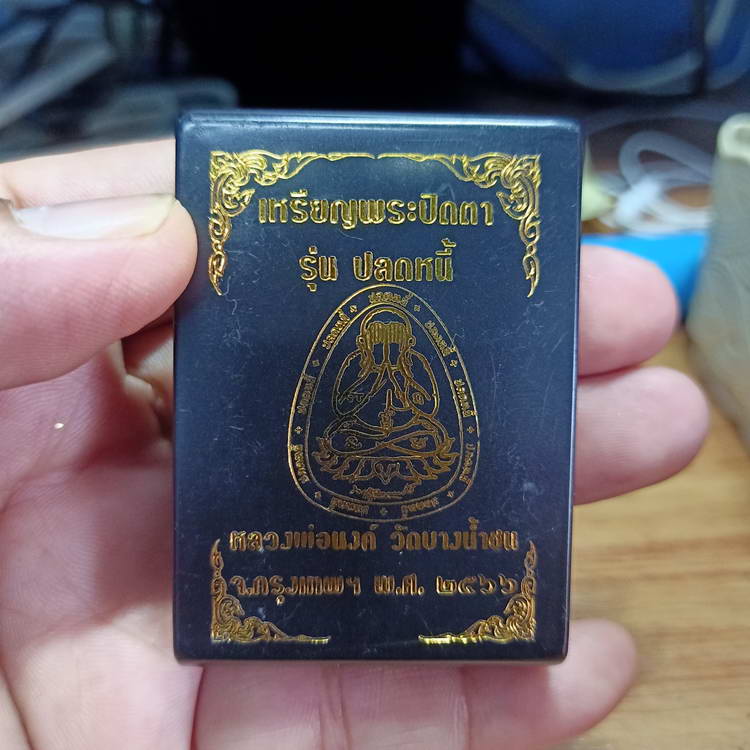 เหรียญพระปิดตา
รุ่น ปลดหนี้
หลวงพ่อนงค์ วัดบางน้ำชน
จ.กรุงเทพฯ พ.ศ. ๒๕๖๖